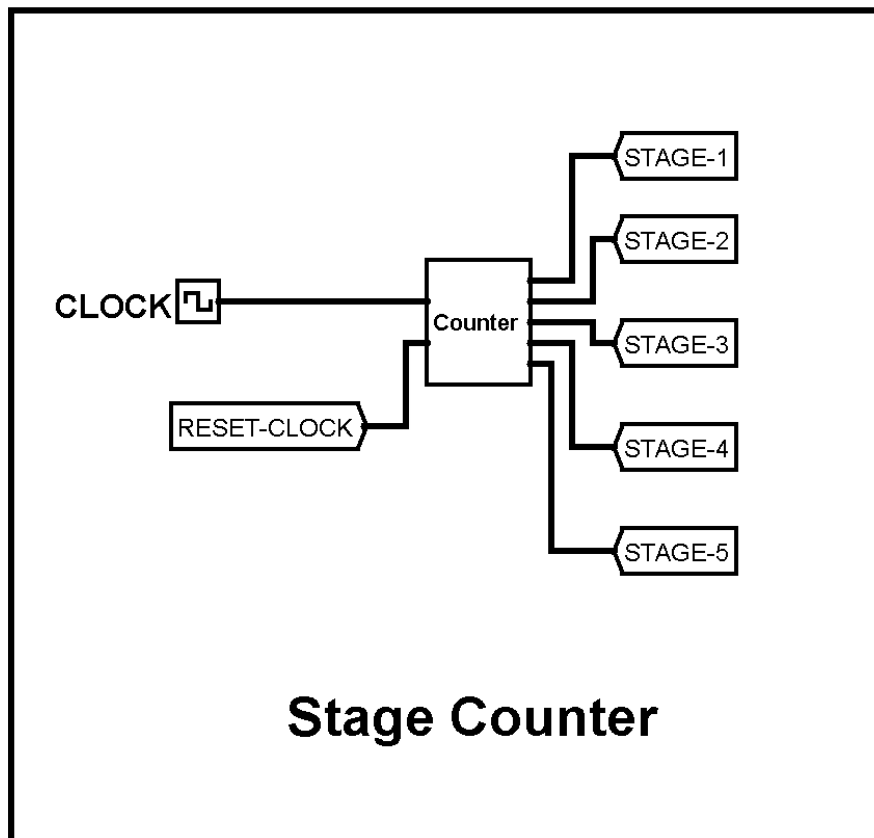 STAGE-1
STAGE-2
CLOCK
Counter
STAGE-3
RESET-CLOCK
STAGE-4
STAGE-5
Stage Counter